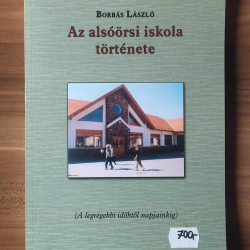 Borbás László
Az alsóörsi iskola
története
(A legrégebbi időktől napjainkig)
700,-